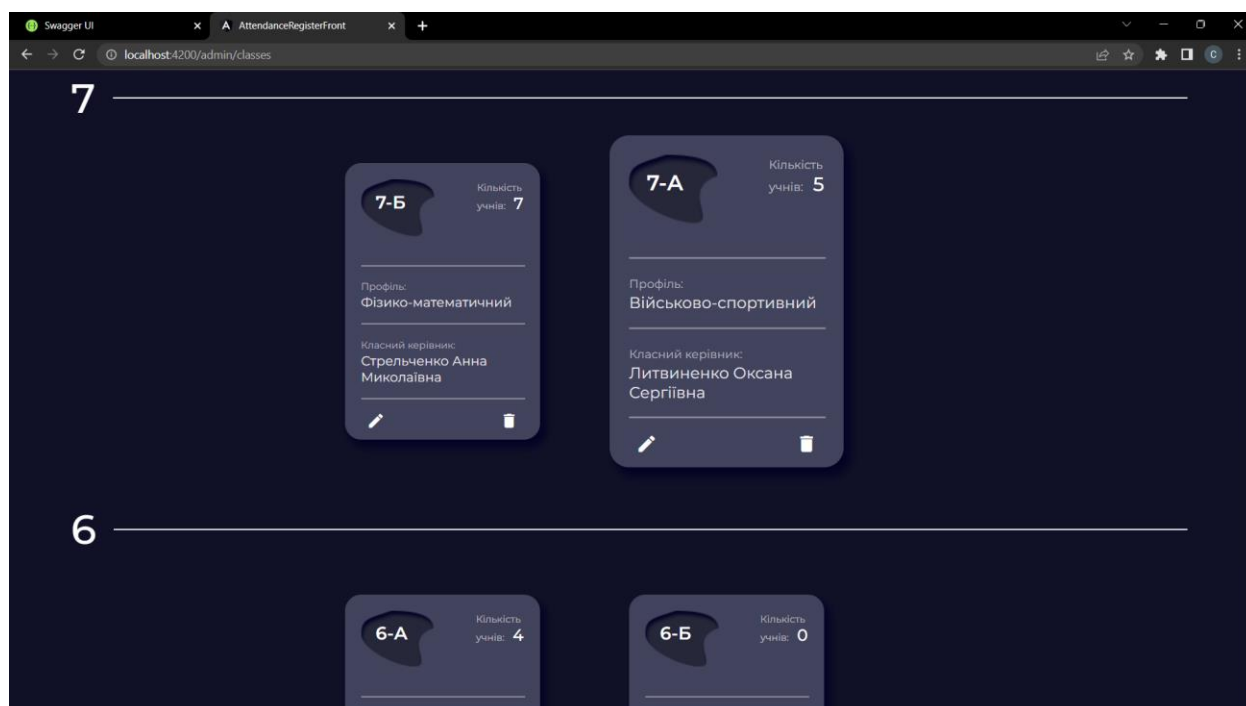 Swagger UI
AttendanceRegisterFront
localhost:4200/admin/classes
C
7
7-Б
Кількість
учнів: 7
Профіль:
Фізико-математичний
Класний керівник:
Стрельченко Анна
Миколаївна
7-А
Кількість
учнів: 5
Профіль:
Військово-спортивний
Класний керівник:
Литвиненко Оксана
Сергіївна
6
6-А
Кількість
учнів: 4
6-Б
Кількість
учнів: 0